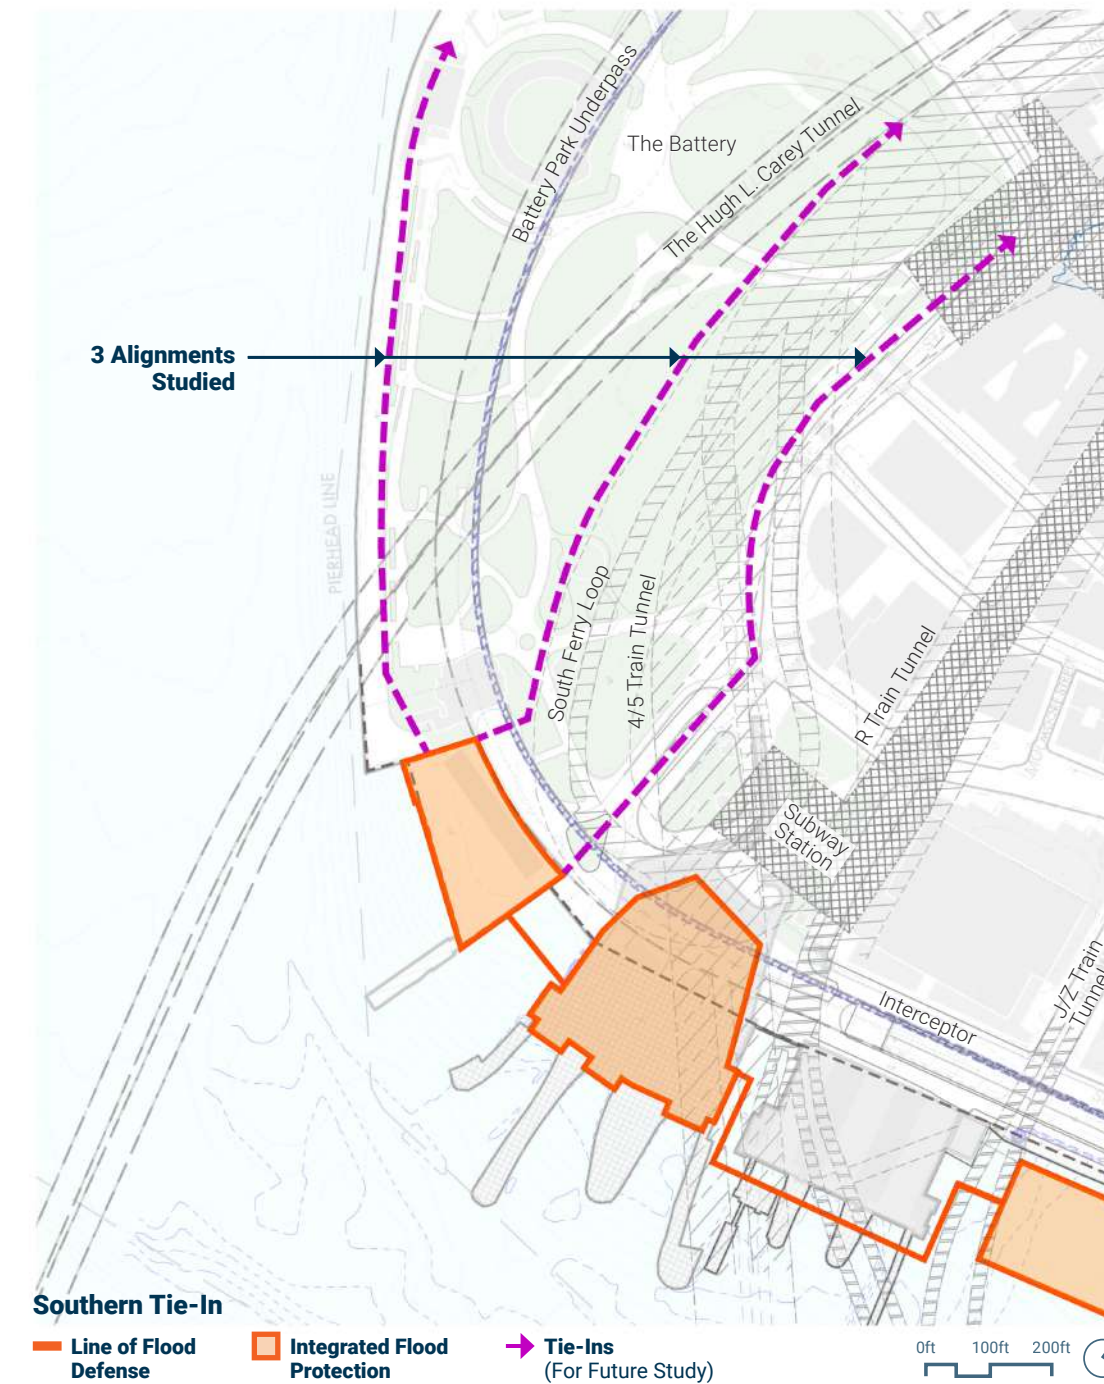 Battery Park Underpass
The Battery
The Hugh L. Carey Tunnel
3 Alignments
Studied
PIERHEAD LINE
South Ferry Loop
4/5 Train Tunnel
R Train Tunnel
Subway
Station
Interceptor
J/Z Train
Tunnel
Southern Tie-In
Line of Flood
Defense
Integrated Flood
Protection
Tie-Ins
(For Future Study)
0ft
100ft
200ft